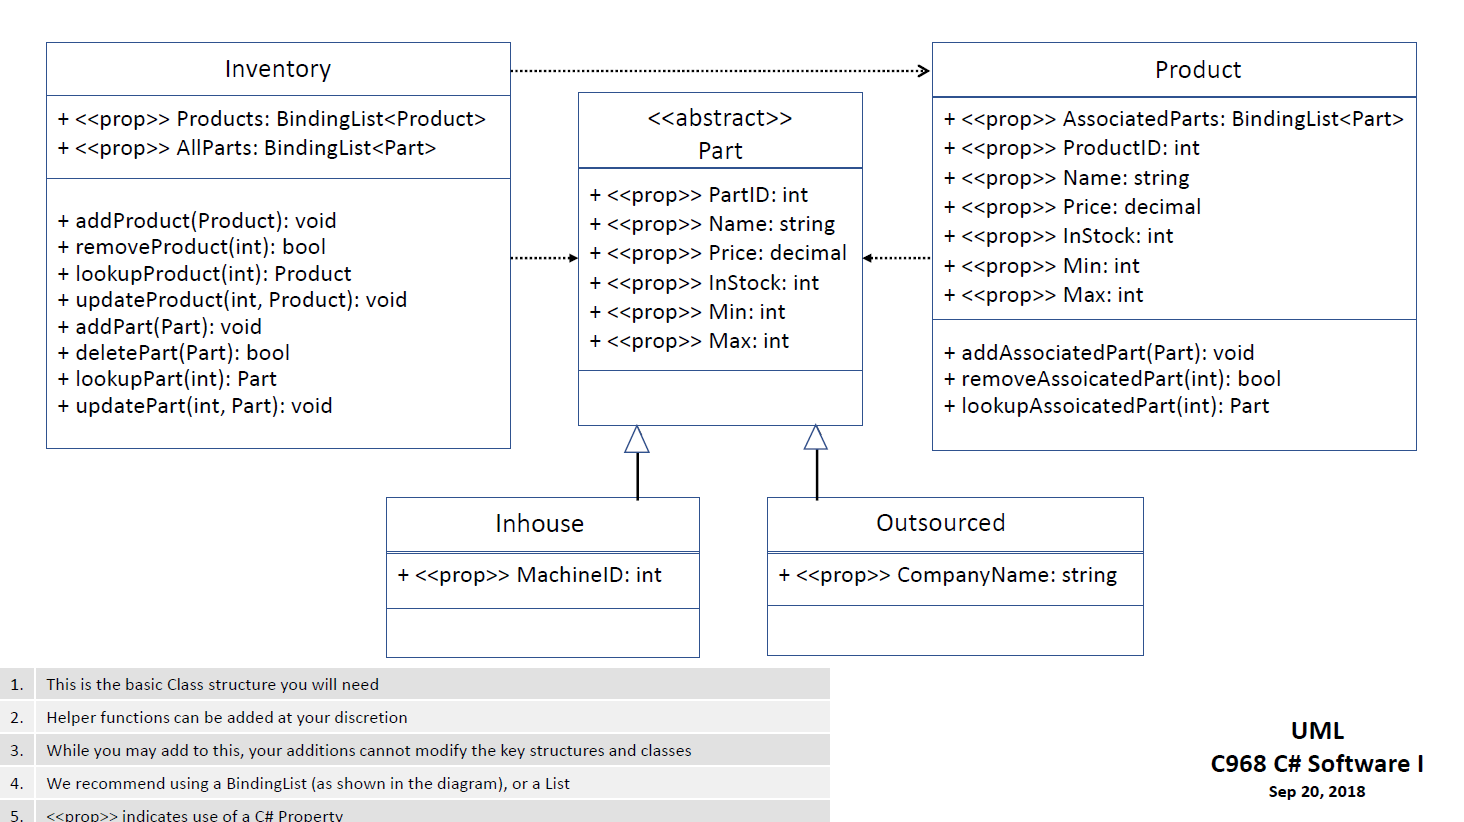 Inventory
+ <<prop>> Products: BindingList<Product>
+ <<prop>> AllParts: BindingList<Part>
+ addProduct(Product): void
+ removeProduct(int): bool
+ lookupProduct(int): Product
+ updateProduct(int, Product): void
+ addPart(Part): void
+ deletePart(Part): bool
+ lookupPart(int): Part
+ updatePart(int, Part): void
<<abstract>>
Part
+ <<prop>> PartID: int
+ <<prop>> Name: string
+ <<prop>> Price: decimal
+ <<prop>> InStock: int
+ <<prop>> Min: int
+ <<prop>> Max: int
Product
+ <<prop>> AssociatedParts: BindingList<Part>
+ <<prop>> ProductID: int
+ <<prop>> Name: string
+ <<prop>> Price: decimal
+ <<prop>> InStock: int
+ <<prop>> Min: int
+ <<prop>> Max: int
+ addAssociatedPart(Part): void
+ removeAssoicatedPart(int): bool
+ lookupAssoicatedPart(int): Part
Inhouse
+ <<prop>> MachineID: int
Outsourced
+ <<prop>> CompanyName: string
1. This is the basic Class structure you will need
2. Helper functions can be added at your discretion
3. While you may add to this, your additions cannot modify the key structures and classes
4. We recommend using a BindingList (as shown in the diagram), or a List
5. <<prop>> indicates use of a C# Property
UML
C968 C# Software I
Sep 20, 2018